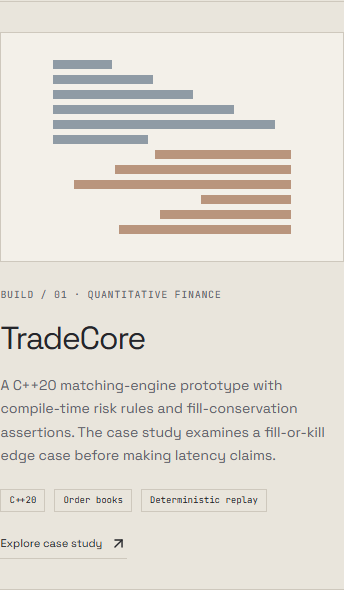 BUILD / 01 · QUANTITATIVE FINANCE
TradeCore
A C++20 matching-engine prototype with
compile-time risk rules and fill-conservation
assertions. The case study examines a fill-or-kill
edge case before making latency claims.
C++20 Order books Deterministic replay
Explore case study